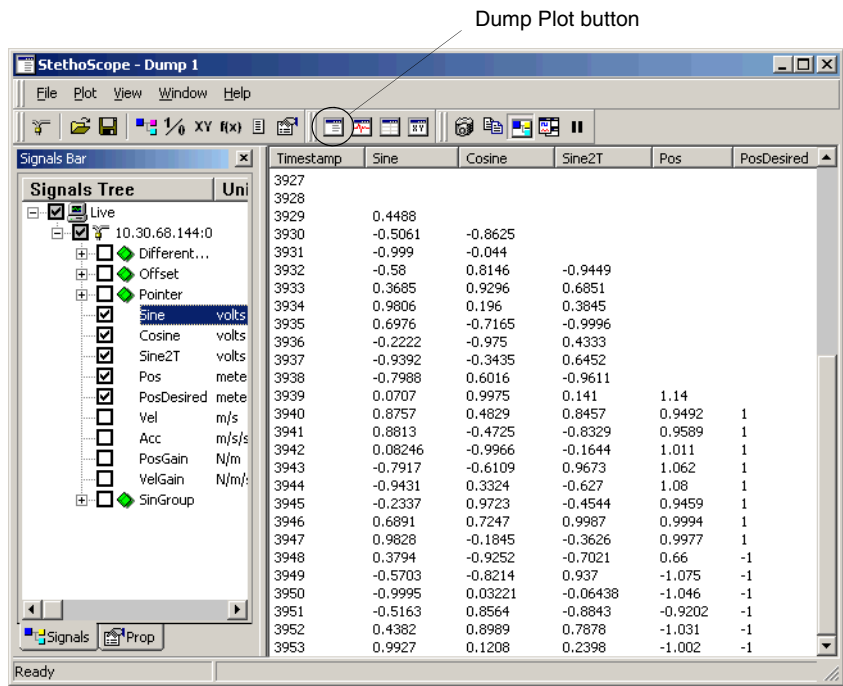 Dump Plot button
StethoScope - Dump 1
File Plot View Window Help
1/0 XY f(x) XY
Signals Bar
Signals Tree Uni
Live
10.30.68.144:0
Different...
Offset
Pointer
Sine volts
Cosine volts
Sine2T volts
Pos mete
PosDesired mete
Vel m/s
Acc m/s/s
PosGain N/m
VelGain N/m/
SinGroup
Signals Prop
Timestamp Sine Cosine Sine2T Pos PosDesired
3927
3928
3929 0.4488
3930 -0.5061 -0.8625
3931 -0.999 -0.044
3932 -0.58 0.8146 -0.9449
3933 0.3685 0.9296 0.6851
3934 0.9806 0.196 0.3845
3935 0.6976 -0.7165 -0.9996
3936 -0.2222 -0.975 0.4333
3937 -0.9392 -0.3435 0.6452
3938 -0.7988 0.6016 -0.9611
3939 0.0707 0.9975 0.141 1.14
3940 0.8757 0.4829 0.8457 0.9492 1
3941 0.8813 -0.4725 -0.8329 0.9589 1
3942 0.08246 -0.9966 -0.1644 1.011 1
3943 -0.7917 -0.6109 0.9673 1.062 1
3944 -0.9431 0.3324 -0.627 1.08 1
3945 -0.2337 0.9723 -0.4544 0.9459 1
3946 0.6891 0.7247 0.9987 0.9994 1
3947 0.9828 -0.1845 -0.3626 0.9977 1
3948 0.3794 -0.9252 -0.7021 0.66 -1
3949 -0.5703 -0.8214 0.937 -1.075 -1
3950 -0.9995 0.03221 -0.06438 -1.046 -1
3951 -0.5163 0.8564 -0.8843 -0.9202 -1
3952 0.4382 0.8989 0.7878 -1.031 -1
3953 0.9927 0.1208 0.2398 -1.002 -1
Ready